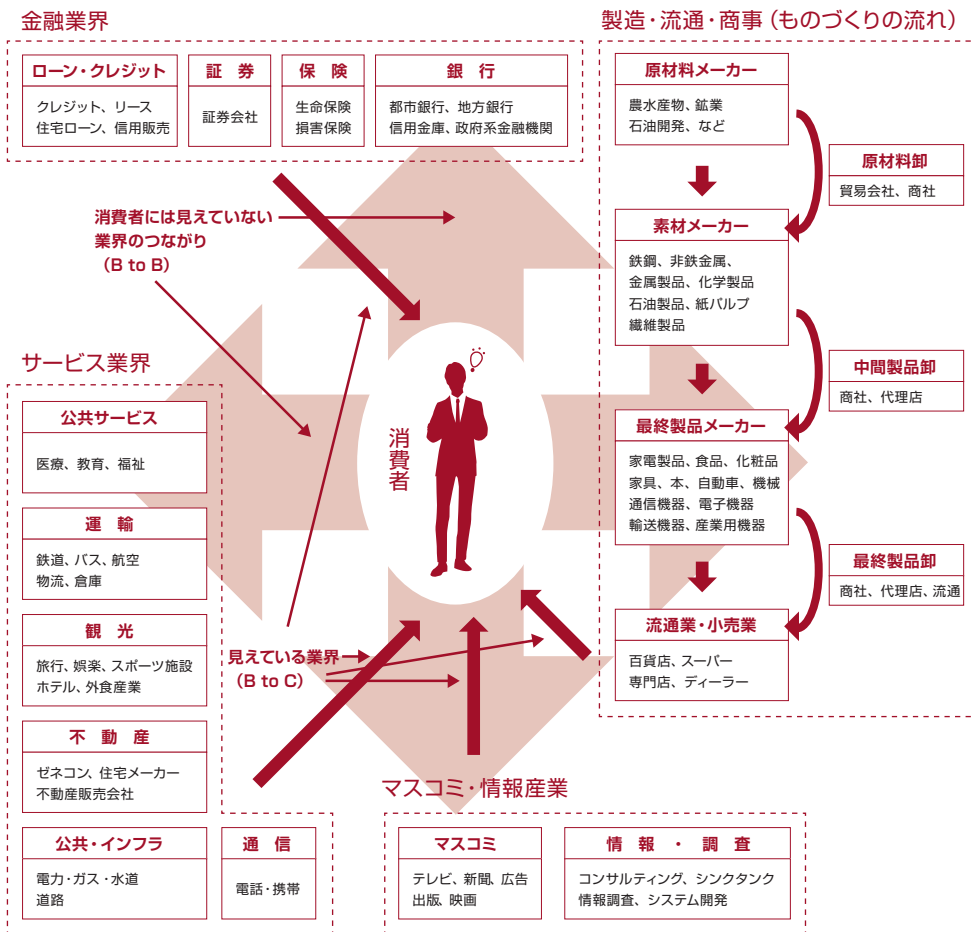 金融業界
ローン・クレジット
クレジット、リース
住宅ローン、信用販売
証 券
証券会社
保 険
生命保険
損害保険
銀 行
都市銀行、地方銀行
信用金庫、政府系金融機関
製造・流通・商事（ものづくりの流れ）
原材料メーカー
農水産物、鉱業
石油開発、など
原材料卸
貿易会社、商社
素材メーカー
鉄鋼、非鉄金属、
金属製品、化学製品
石油製品、紙パルプ
繊維製品
中間製品卸
商社、代理店
最終製品メーカー
家電製品、食品、化粧品
家具、本、自動車、機械
通信機器、電子機器
輸送機器、産業用機器
最終製品卸
商社、代理店、流通
流通業・小売業
百貨店、スーパー
専門店、ディーラー
消費者には見えていない
業界のつながり
（B to B）
消費者
見えている業界
（B to C）
サービス業界
公共サービス
医療、教育、福祉
運 輸
鉄道、バス、航空
物流、倉庫
観 光
旅行、娯楽、スポーツ施設
ホテル、外食産業
不 動 産
ゼネコン、住宅メーカー
不動産販売会社
公共・インフラ
電力・ガス・水道
道路
通 信
電話・携帯
マスコミ・情報産業
マスコミ
テレビ、新聞、広告
出版、映画
情 報 ・ 調 査
コンサルティング、シンクタンク
情報調査、システム開発